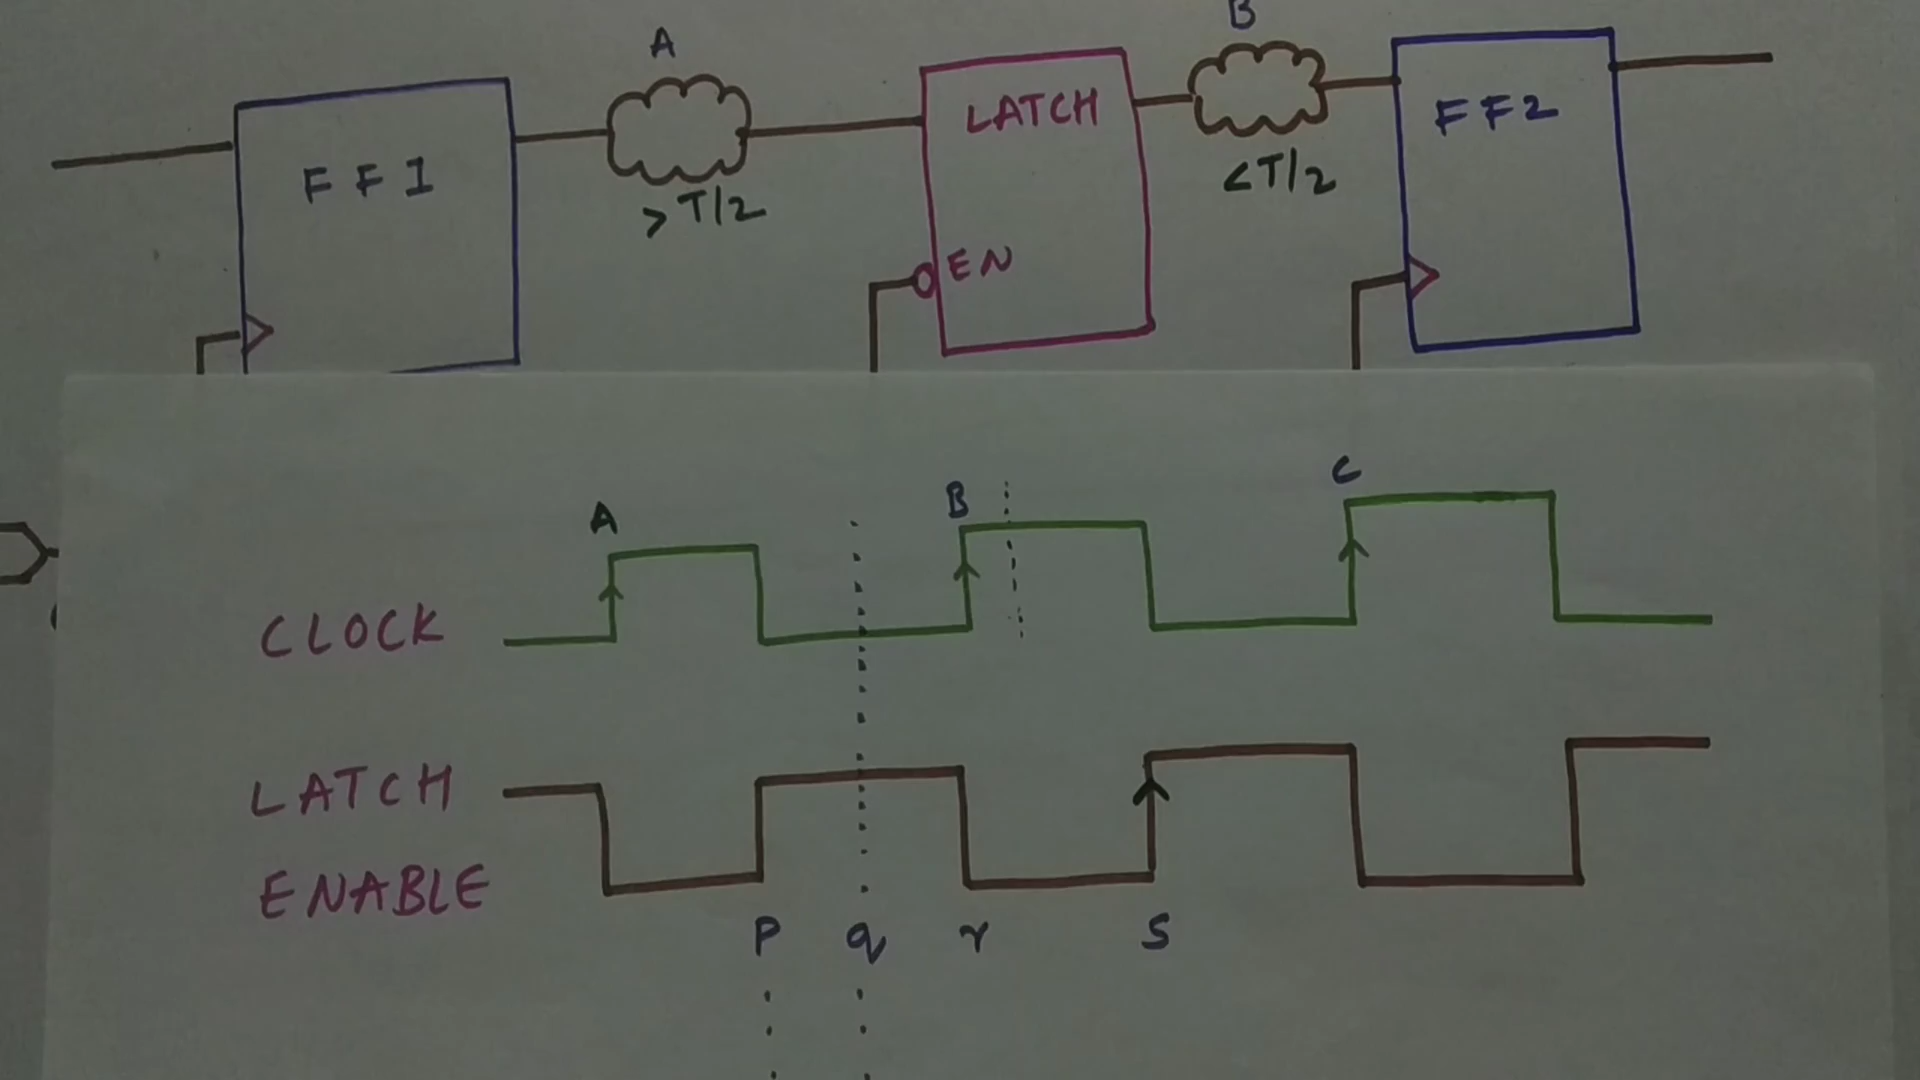 A
B
FF1
LATCH
FF2
>T/2
<T/2
EN
A
B
C
CLOCK
LATCH
ENABLE
P q r S